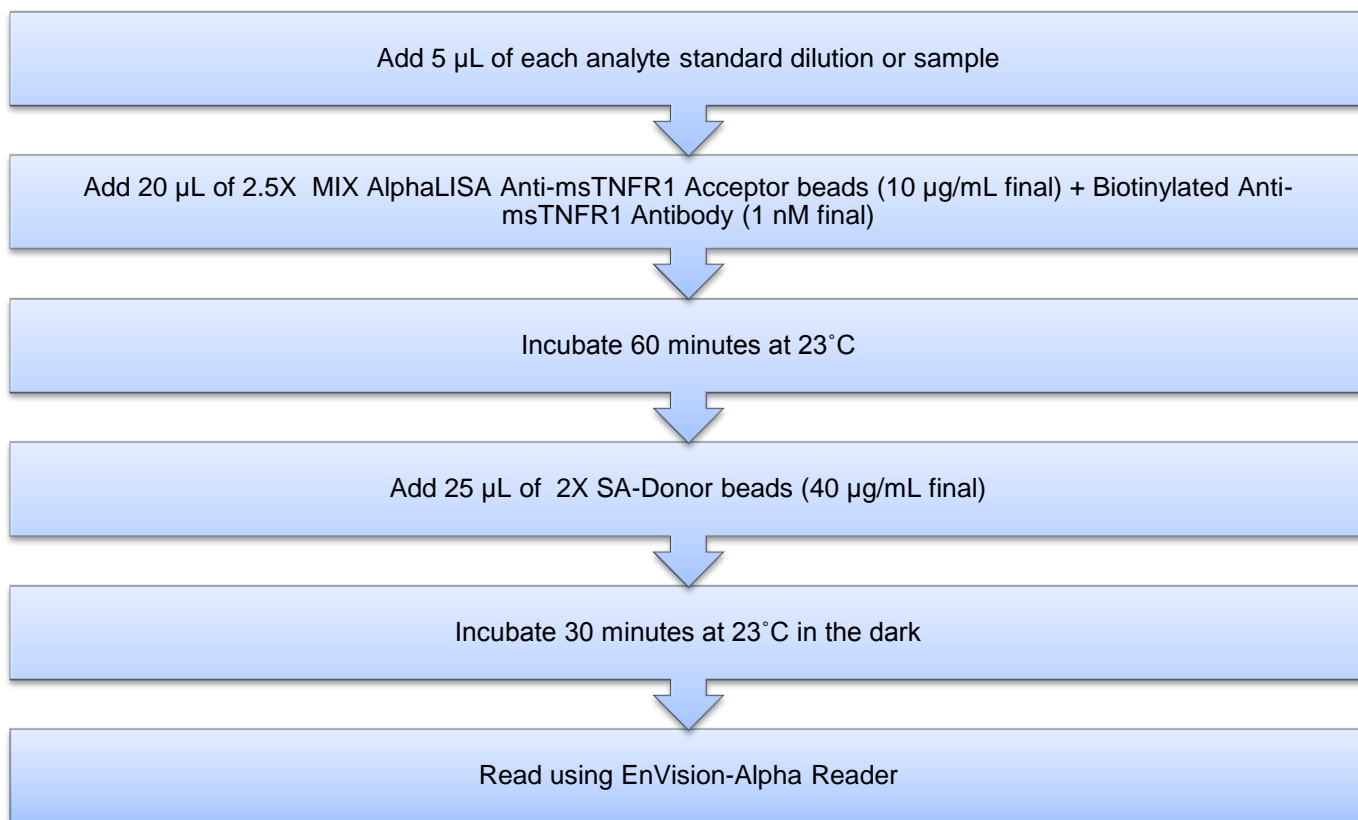 Add 5 µL of each analyte standard dilution or sample
Add 20 µL of 2.5X  MIX AlphaLISA Anti-msTNFR1 Acceptor beads (10 µg/mL final) + Biotinylated Anti-
msTNFR1 Antibody (1 nM final)
Incubate 60 minutes at 23˚C
Add 25 µL of  2X SA-Donor beads (40 µg/mL final)
Incubate 30 minutes at 23˚C in the dark
Read using EnVision-Alpha Reader